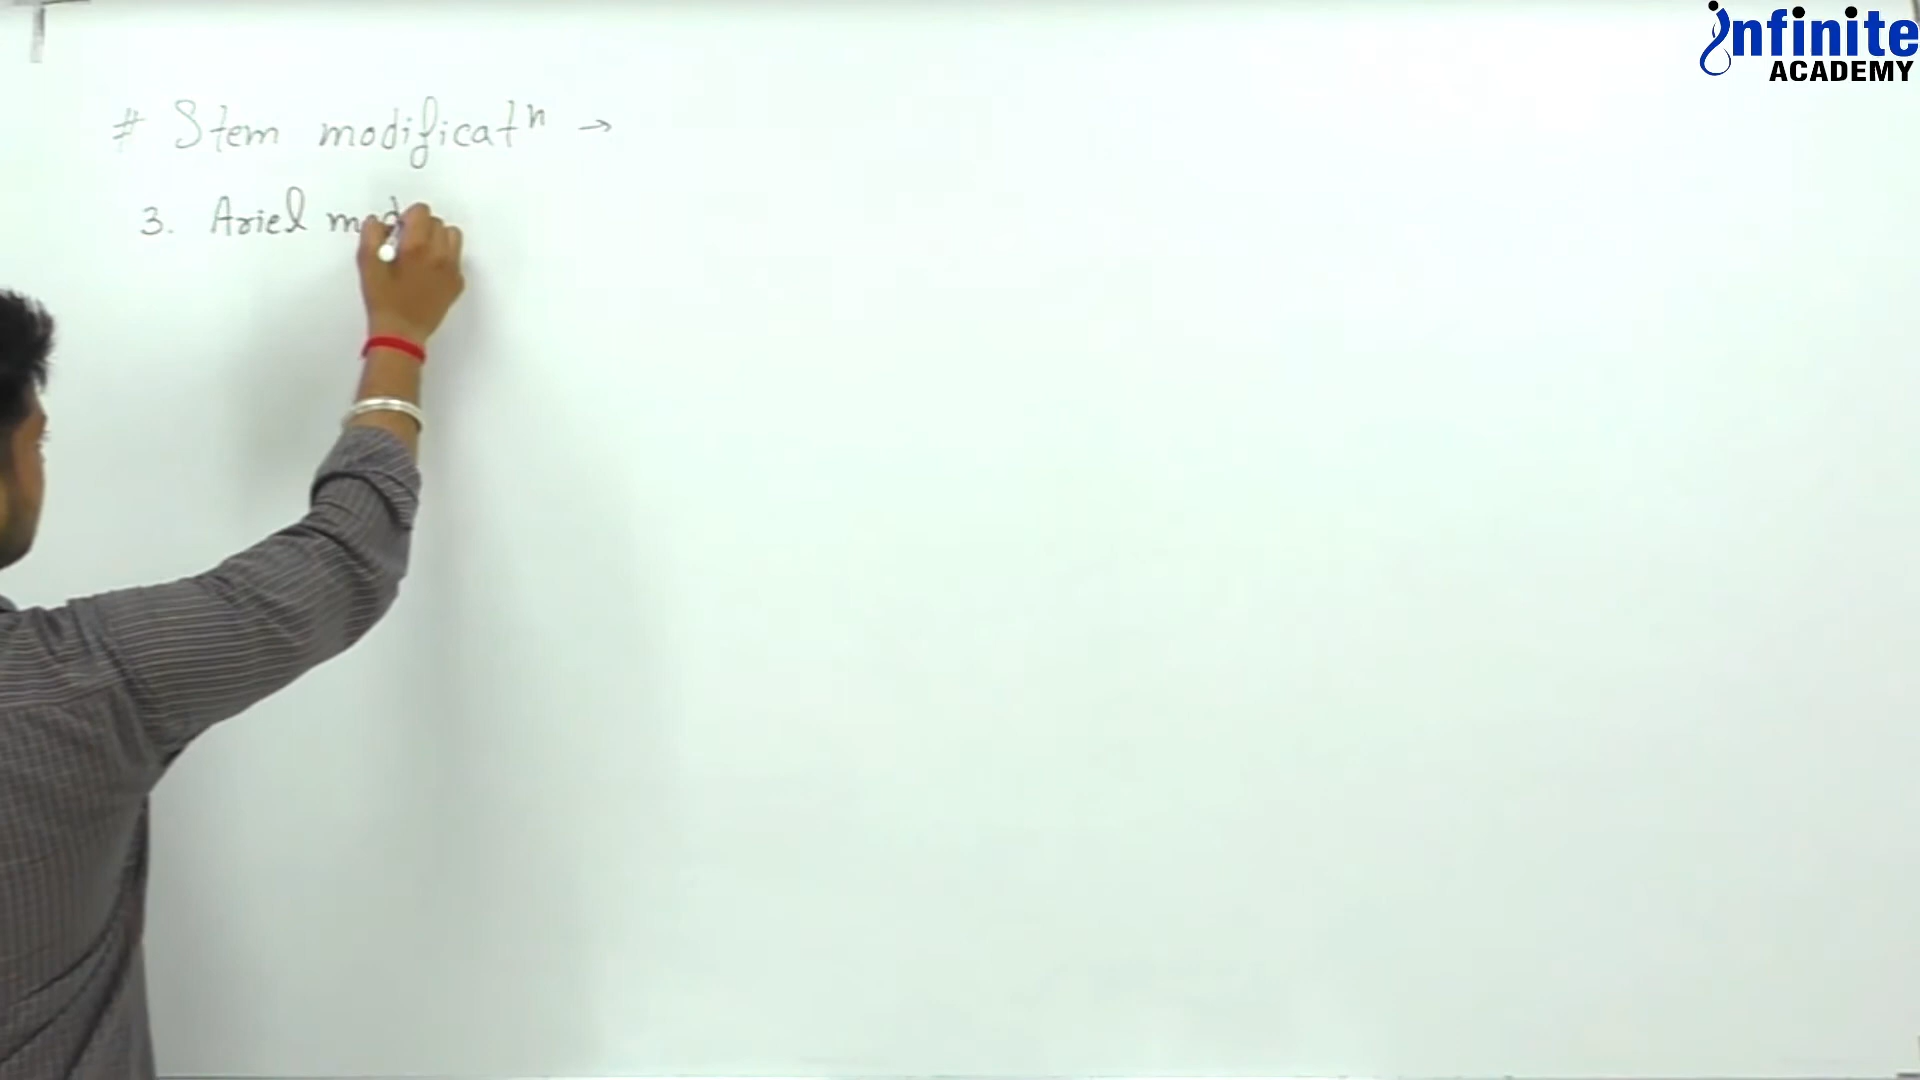 infinite
ACADEMY
# Stem modificatⁿ →
3. Ariel mod